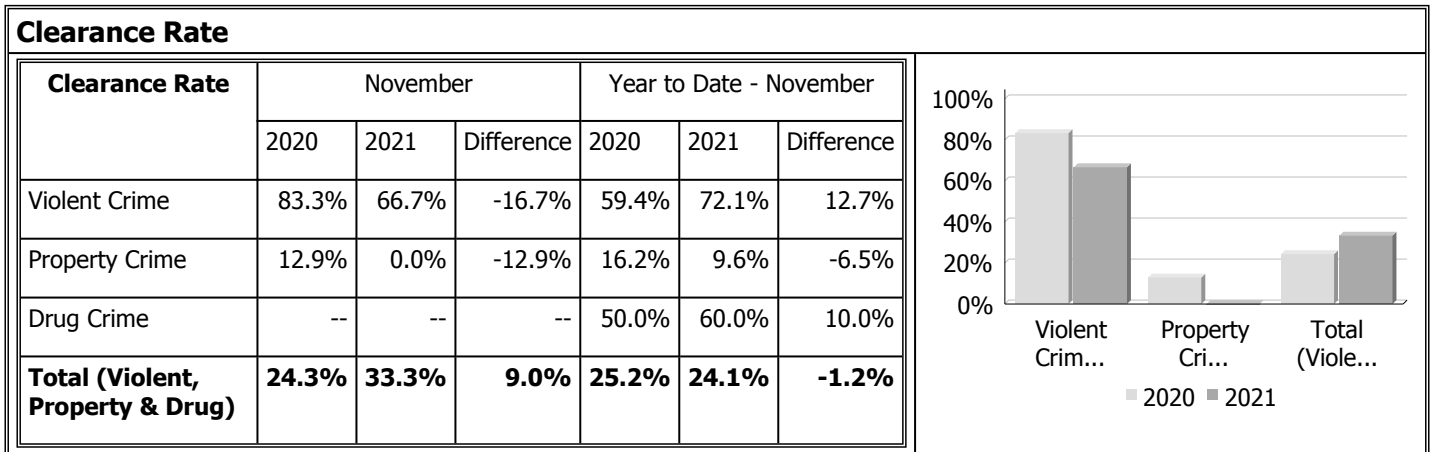 Clearance Rate
Clearance Rate November Year to Date - November
2020 2021 Difference 2020 2021 Difference
Violent Crime 83.3% 66.7% -16.7% 59.4% 72.1% 12.7%
Property Crime 12.9% 0.0% -12.9% 16.2% 9.6% -6.5%
Drug Crime -- -- -- 50.0% 60.0% 10.0%
Total (Violent, 24.3% 33.3% 9.0% 25.2% 24.1% -1.2%
Property & Drug)
100%
80%
60%
40%
20%
0%
Violent Property Total
Crim... Cri... (Viole...
2020 2021